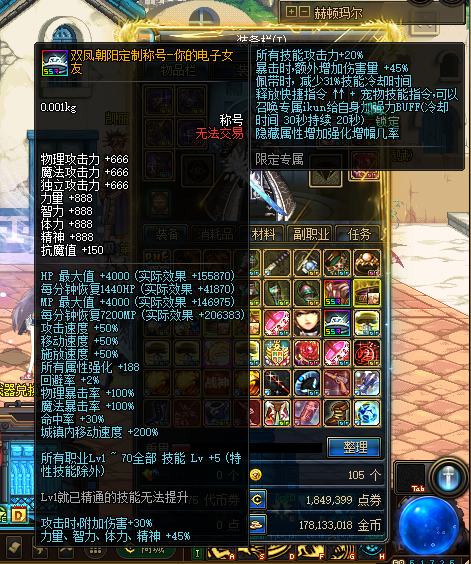 赫顿玛尔
装备栏(I)
双凤朝阳定制称号-你的电子女
友
0.001kg
称号
无法交易
物理攻击力 +666
魔法攻击力 +666
独立攻击力 +666
力量 +888
智力 +888
体力 +888
精神 +888
抗魔值 +150
HP 最大值 +4000 (实际效果 +155870)
每分钟恢复1440HP (实际效果 +41870)
MP 最大值 +4000 (实际效果 +146975)
每分钟恢复7200MP (实际效果 +206383)
攻击速度 +50%
移动速度 +50%
施放速度 +50%
所有属性强化 +188
回避率 +2%
物理暴击率 +100%
魔法暴击率 +100%
命中率 +30%
城镇内移动速度 +200%
所有职业Lv1 ~ 70全部 技能 Lv +5 (特
性技能除外)
Lv1就已精通的技能无法提升
攻击时,附加伤害+30%
力量、智力、体力、精神 +45%
所有技能攻击力+20%
暴击时,额外增加伤害量 +45%
佩带时, 减少31%技能冷却时间
释放快捷指令 ↑↑ + 宠物技能指令,可以
召唤专属ikun给自身加强力BUFF(冷却
时间 30秒持续 20秒)
隐藏属性增加强化增幅几率
限定专属
锁定
装备
消耗品
材料
副职业
任务
整理
0 个
105 个
75 代币券
1,849,399 点券
0 点
178,133,018 金币
Tab